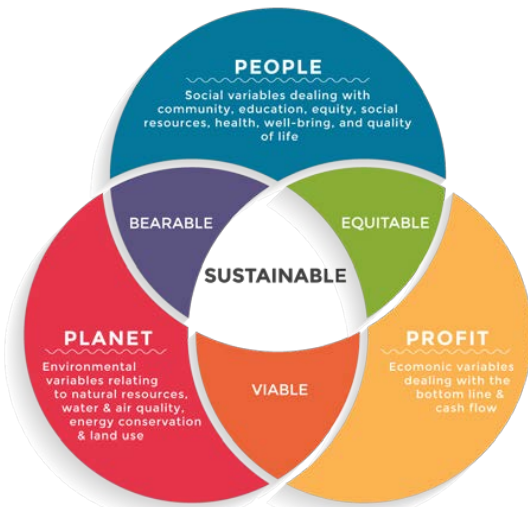 PEOPLE
Social variables dealing with
community, education, equity, social
resources, health, well-bring, and quality
of life
BEARABLE
EQUITABLE
SUSTAINABLE
PLANET
Environmental
variables relating
to natural resources,
water & air quality,
energy conservation
& land use
PROFIT
Ecomonic variables
dealing with the
bottom line &
cash flow
VIABLE